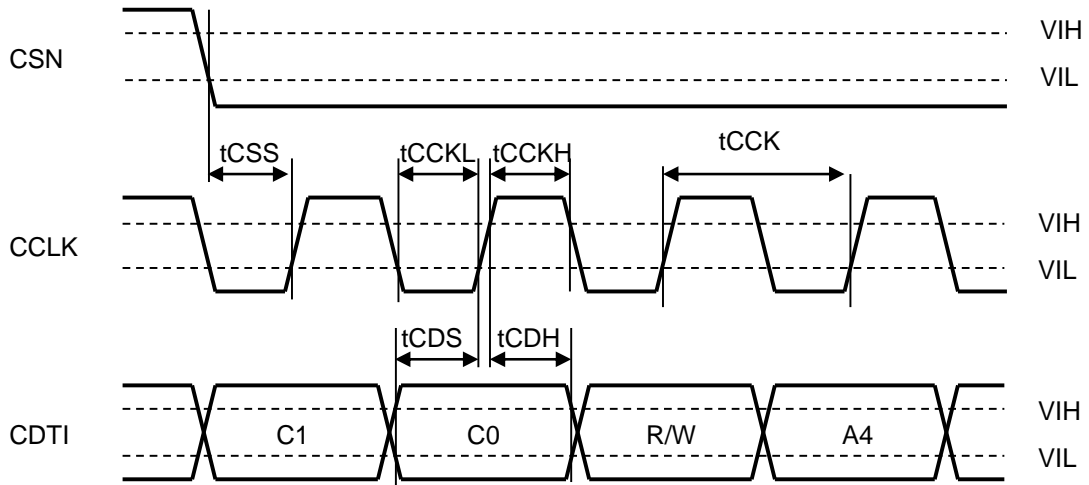 VIH
CSN
VIL
tCSS
tCCKL
tCCKH
tCCK
VIH
CCLK
VIL
tCDS
tCDH
VIH
CDTI
C1
C0
R/W
A4
VIL